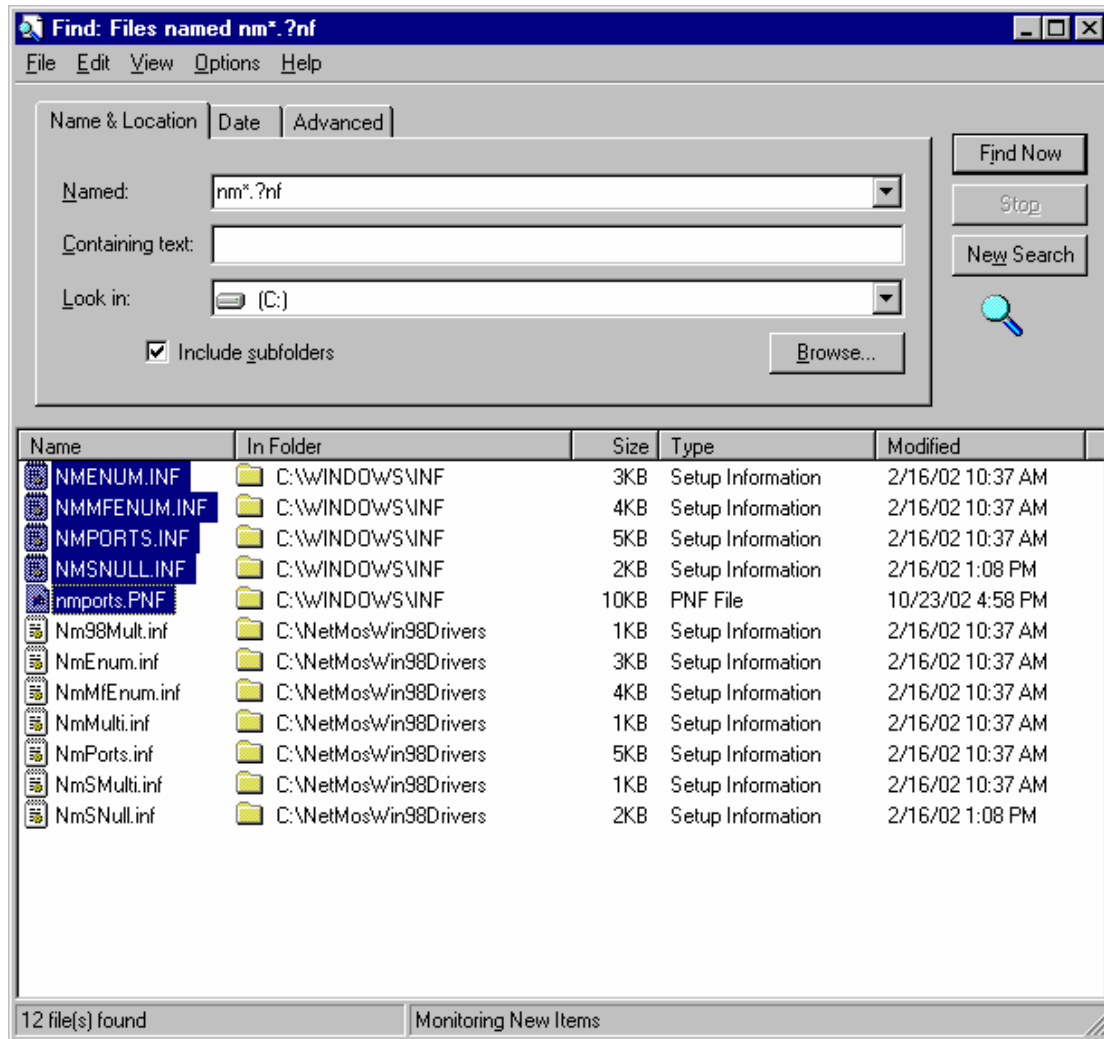 Find: Files named nm*.?nf
File Edit View Options Help
Name & Location Date Advanced
Find Now
Named: nm*.?nf
Stop
Containing text:
New Search
Look in: (C:)
Include subfolders
Browse...
Name In Folder Size Type Modified
NMENUM.INF C:\WINDOWS\INF 3KB Setup Information 2/16/02 10:37 AM
NMMFENUM.INF C:\WINDOWS\INF 4KB Setup Information 2/16/02 10:37 AM
NMPORTS.INF C:\WINDOWS\INF 5KB Setup Information 2/16/02 10:37 AM
NMSNULL.INF C:\WINDOWS\INF 2KB Setup Information 2/16/02 1:08 PM
nmports.PNF C:\WINDOWS\INF 10KB PNF File 10/23/02 4:58 PM
Nm98Mult.inf C:\NetMosWin98Drivers 1KB Setup Information 2/16/02 10:37 AM
NmEnum.inf C:\NetMosWin98Drivers 3KB Setup Information 2/16/02 10:37 AM
NmMfEnum.inf C:\NetMosWin98Drivers 4KB Setup Information 2/16/02 10:37 AM
NmMulti.inf C:\NetMosWin98Drivers 1KB Setup Information 2/16/02 10:37 AM
NmPorts.inf C:\NetMosWin98Drivers 5KB Setup Information 2/16/02 10:37 AM
NmSMulti.inf C:\NetMosWin98Drivers 1KB Setup Information 2/16/02 10:37 AM
NmSNull.inf C:\NetMosWin98Drivers 2KB Setup Information 2/16/02 1:08 PM
12 file(s) found Monitoring New Items